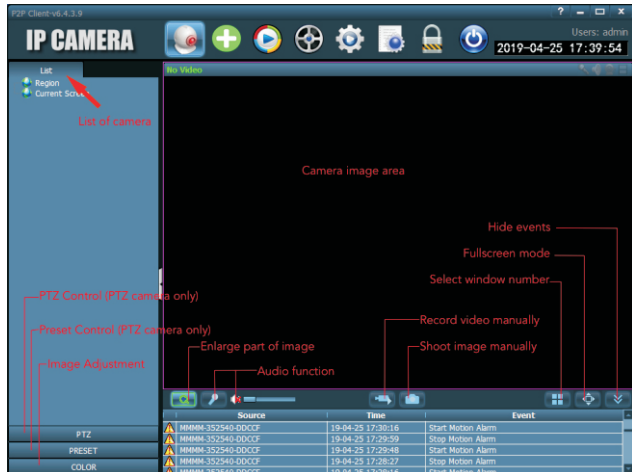 P2P Client-v6.4.3.9
IP CAMERA
Users: admin
2019-04-25 17:39:54
List
No Video
Region
Current Screen
List of camera
Camera image area
Hide events
Fullscreen mode
Select window number
PTZ Control (PTZ camera only)
Record video manually
Preset Control (PTZ camera only)
Enlarge part of image
Shoot image manually
Image Adjustment
Audio function
Source Time Event
PTZ
MMMM-352540-DDCCF 19-04-25 17:30:16 Start Motion Alarm
MMMM-352540-DDCCF 19-04-25 17:29:59 Stop Motion Alarm
PRESET
MMMM-352540-DDCCF 19-04-25 17:29:48 Start Motion Alarm
MMMM-352540-DDCCF 19-04-25 17:28:27 Stop Motion Alarm
COLOR